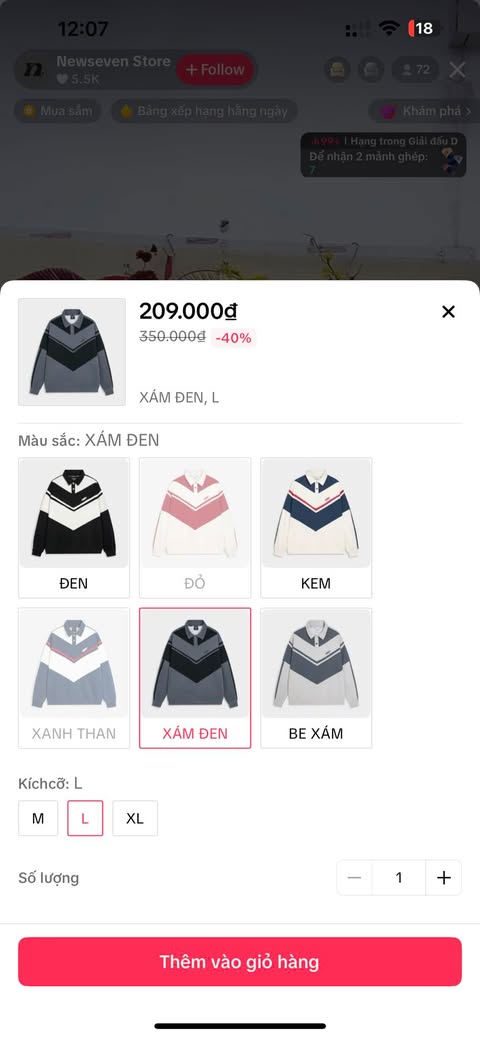 12:07
18
n
Newseven Store
5.5K
+ Follow
72
Mua sắm
Bảng xếp hạng hằng ngày
Khám phá >
99+ | Hạng trong Giải đấu D
Để nhận 2 mảnh ghép:
7
209.000₫
350.000₫ -40%
XÁM ĐEN, L
Màu sắc: XÁM ĐEN
ĐEN
ĐỎ
KEM
XANH THAN
XÁM ĐEN
BE XÁM
Kíchcỡ: L
M
L
XL
Số lượng
1
Thêm vào giỏ hàng